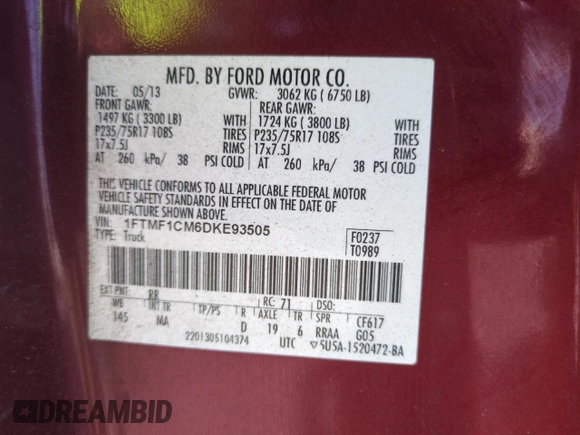 MFD. BY FORD MOTOR CO.
DATE: 05/13 GVWR: 3062 KG ( 6750 LB)
FRONT GAWR: REAR GAWR:
1497 KG ( 3300 LB) WITH 1724 KG ( 3800 LB) WITH
P235/75R17 108S TIRES P235/75R17 108S TIRES
17x7.5J RIMS 17x7.5J RIMS
AT 260 kPa/ 38 PSI COLD AT 260 kPa/ 38 PSI COLD
THIS VEHICLE CONFORMS TO ALL APPLICABLE FEDERAL MOTOR
VEHICLE SAFETY STANDARDS IN EFFECT ON THE DATE OF
MANUFACTURE SHOWN ABOVE.
VIN: 1FTMF1CM6DKE93505
TYPE: Truck
F0237
T0989
EXT PNT: RR RC: 71 DSO:
WB INT TR TP/PS R AXLE TR SPR CF617
145 MA D 19 6 RRAA G05
2201305104374 UTC 5U5A-1520472-BA
DREAMBID